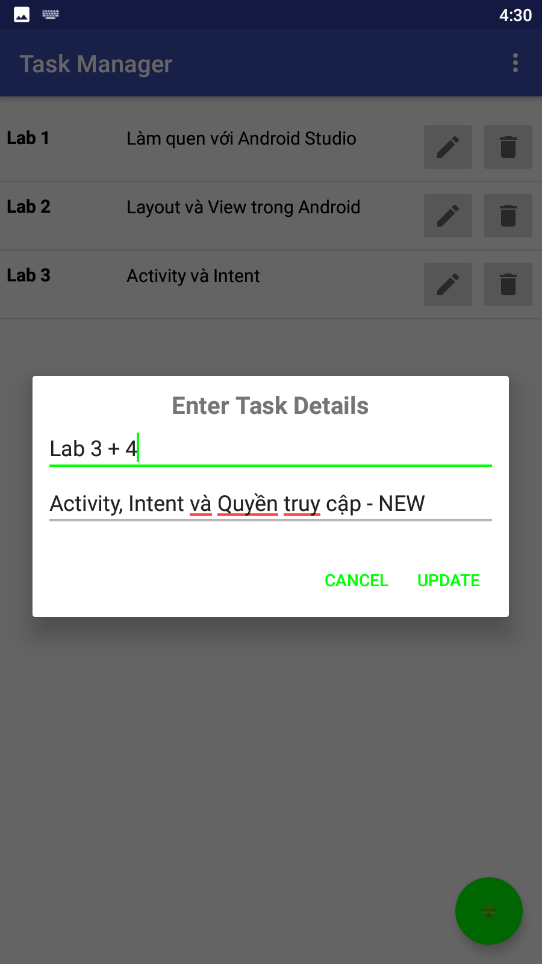 4:30
Task Manager
Lab 1 Làm quen với Android Studio
Lab 2 Layout và View trong Android
Lab 3 Activity và Intent
Enter Task Details
Lab 3 + 4
Activity, Intent và Quyền truy cập - NEW
CANCEL UPDATE
+